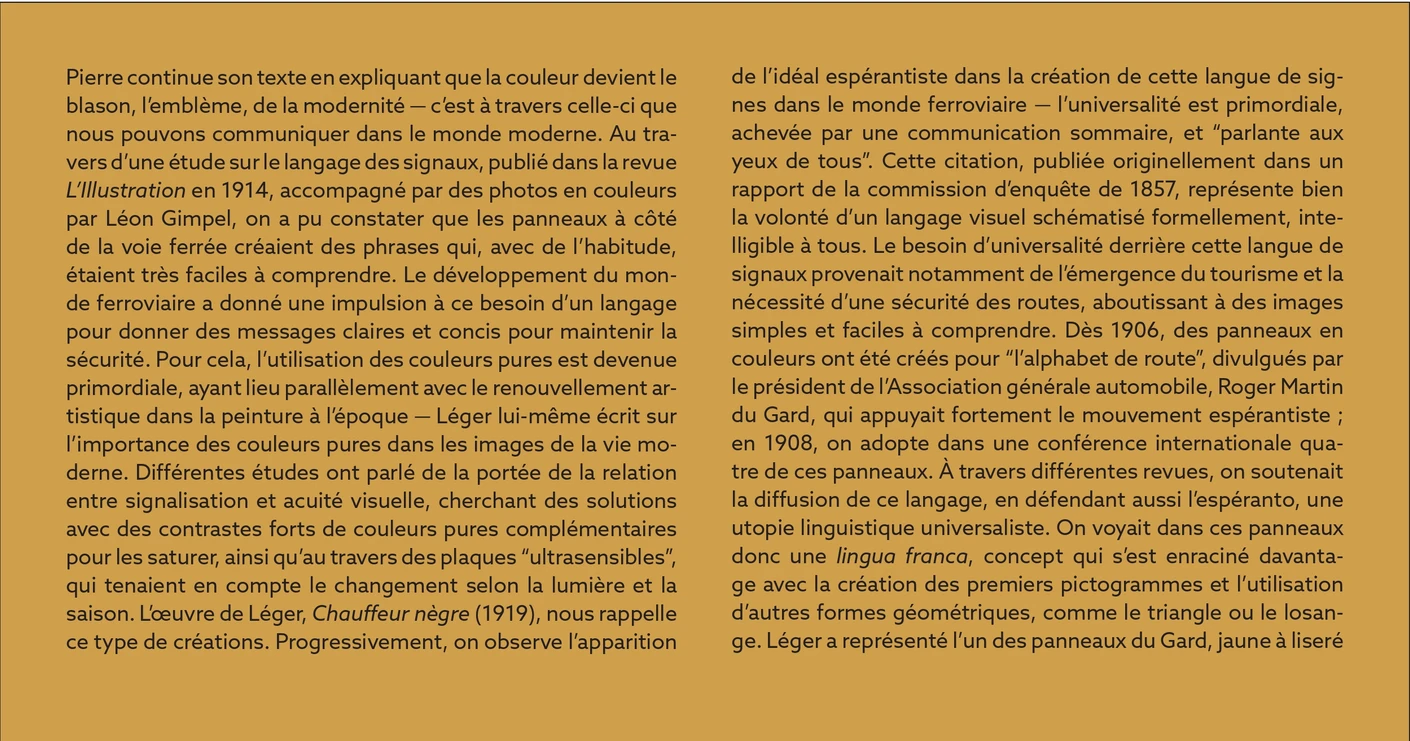 Pierre continue son texte en expliquant que la couleur devient le
blason, l’emblème, de la modernité — c’est à travers celle-ci que
nous pouvons communiquer dans le monde moderne. Au tra-
vers d’une étude sur le langage des signaux, publié dans la revue
L’Illustration en 1914, accompagné par des photos en couleurs
par Léon Gimpel, on a pu constater que les panneaux à côté
de la voie ferrée créaient des phrases qui, avec de l’habitude,
étaient très faciles à comprendre. Le développement du mon-
de ferroviaire a donné une impulsion à ce besoin d’un langage
pour donner des messages claires et concis pour maintenir la
sécurité. Pour cela, l’utilisation des couleurs pures est devenue
primordiale, ayant lieu parallèlement avec le renouvellement ar-
tistique dans la peinture à l’époque — Léger lui-même écrit sur
l’importance des couleurs pures dans les images de la vie mo-
derne. Différentes études ont parlé de la portée de la relation
entre signalisation et acuité visuelle, cherchant des solutions
avec des contrastes forts de couleurs pures complémentaires
pour les saturer, ainsi qu’au travers des plaques “ultrasensibles”,
qui tenaient en compte le changement selon la lumière et la
saison. L’œuvre de Léger, Chauffeur nègre (1919), nous rappelle
ce type de créations. Progressivement, on observe l’apparition
de l’idéal espérantiste dans la création de cette langue de sig-
nes dans le monde ferroviaire — l’universalité est primordiale,
achevée par une communication sommaire, et “parlante aux
yeux de tous”. Cette citation, publiée originellement dans un
rapport de la commission d’enquête de 1857, représente bien
la volonté d’un langage visuel schématisé formellement, inte-
lligible à tous. Le besoin d’universalité derrière cette langue de
signaux provenait notamment de l’émergence du tourisme et la
nécessité d’une sécurité des routes, aboutissant à des images
simples et faciles à comprendre. Dès 1906, des panneaux en
couleurs ont été créés pour “l’alphabet de route”, divulgués par
le président de l’Association générale automobile, Roger Martin
du Gard, qui appuyait fortement le mouvement espérantiste ;
en 1908, on adopte dans une conférence internationale qua-
tre de ces panneaux. À travers différentes revues, on soutenait
la diffusion de ce langage, en défendant aussi l’espéranto, une
utopie linguistique universaliste. On voyait dans ces panneaux
donc une lingua franca, concept qui s’est enraciné davanta-
ge avec la création des premiers pictogrammes et l’utilisation
d’autres formes géométriques, comme le triangle ou le losan-
ge. Léger a représenté l’un des panneaux du Gard, jaune à liseré